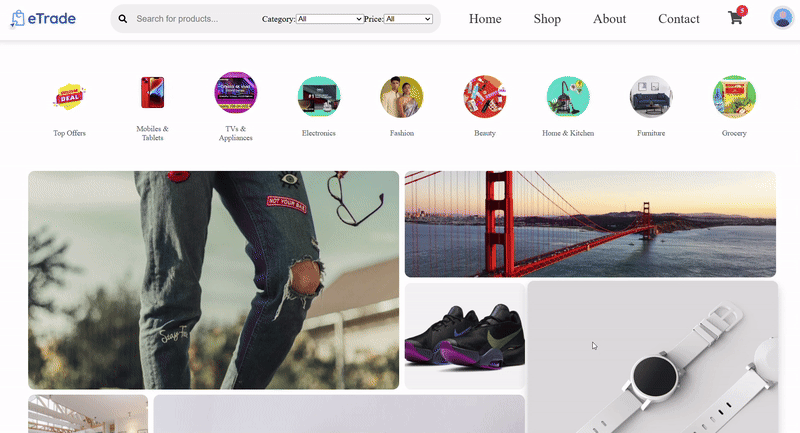 eTrade
Search for products...
Category: All Price: All
Home
Shop
About
Contact
5
Top Offers
Mobiles &
Tablets
TVs &
Appliances
Electronics
Fashion
Beauty
Home & Kitchen
Furniture
Grocery
DEAL
NOT YOUR BAE